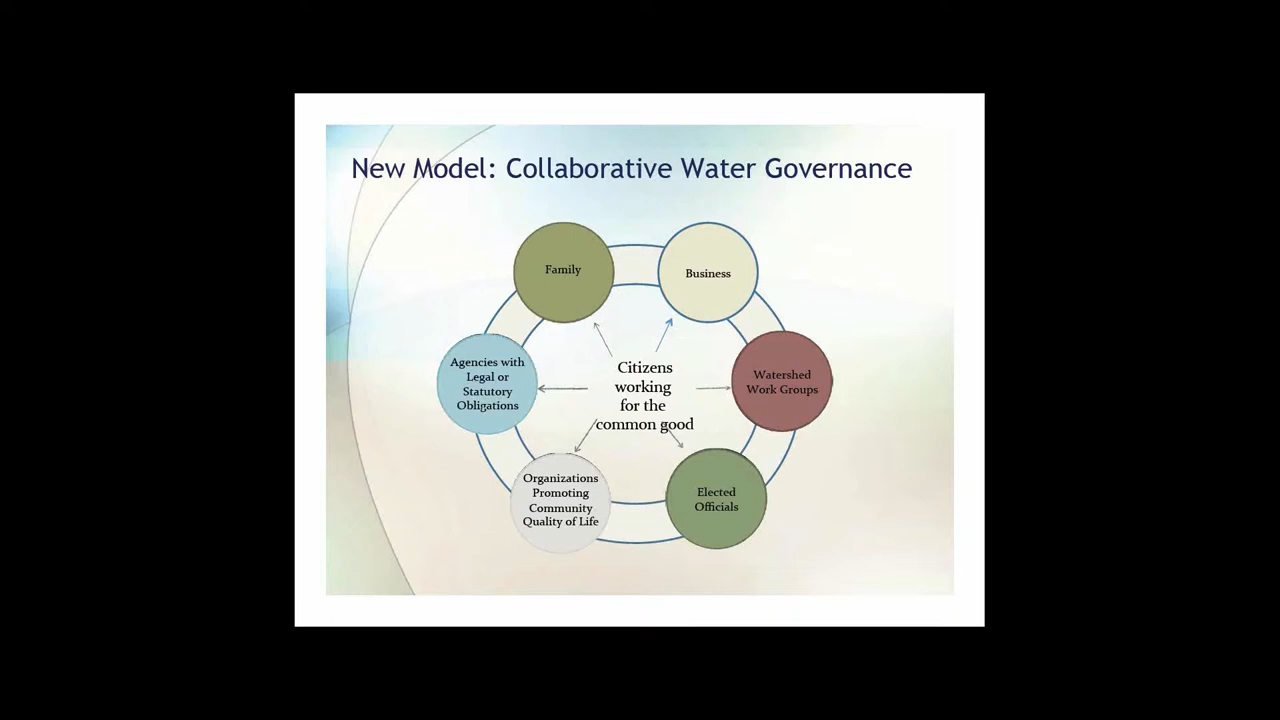 New Model: Collaborative Water Governance
Family
Business
Agencies with
Legal or
Statutory
Obligations
Citizens
working
for the
common good
Watershed
Work Groups
Organizations
Promoting
Community
Quality of Life
Elected
Officials